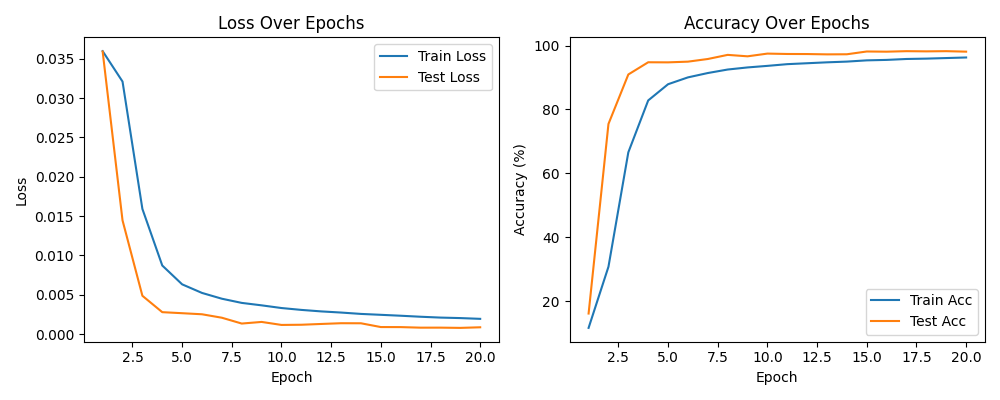 Loss Over Epochs
Loss
0.035
0.030
0.025
0.020
0.015
0.010
0.005
0.000
Train Loss
Test Loss
2.5 5.0 7.5 10.0 12.5 15.0 17.5 20.0
Epoch
Accuracy Over Epochs
Accuracy (%)
100
80
60
40
20
Train Acc
Test Acc
2.5 5.0 7.5 10.0 12.5 15.0 17.5 20.0
Epoch